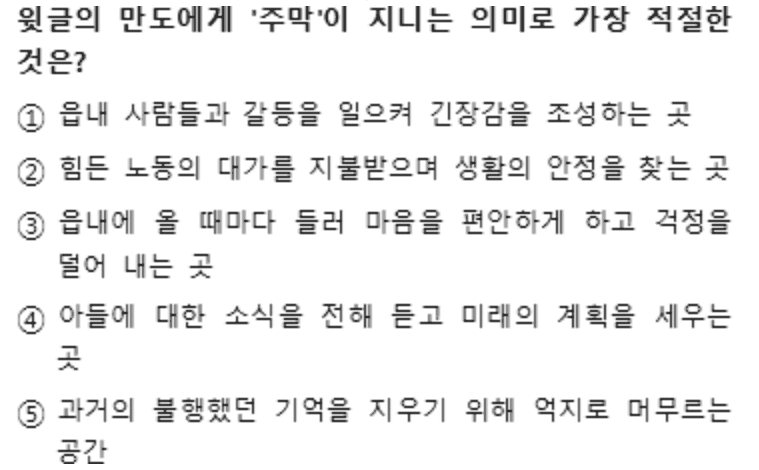 윗글의 만도에게 '주막'이 지니는 의미로 가장 적절한
것은?
① 읍내 사람들과 갈등을 일으켜 긴장감을 조성하는 곳
② 힘든 노동의 대가를 지불받으며 생활의 안정을 찾는 곳
③ 읍내에 올 때마다 들러 마음을 편안하게 하고 걱정을
덜어 내는 곳
④ 아들에 대한 소식을 전해 듣고 미래의 계획을 세우는
곳
⑤ 과거의 불행했던 기억을 지우기 위해 억지로 머무르는
공간